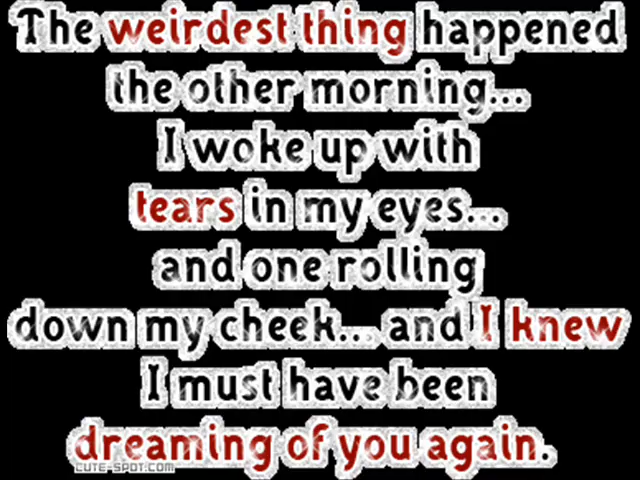 The weirdest thing happened
the other morning...
I woke up with
tears in my eyes...
and one rolling
down my cheek... and I knew
I must have been
dreaming of you again.
CUTE-SPOT.COM